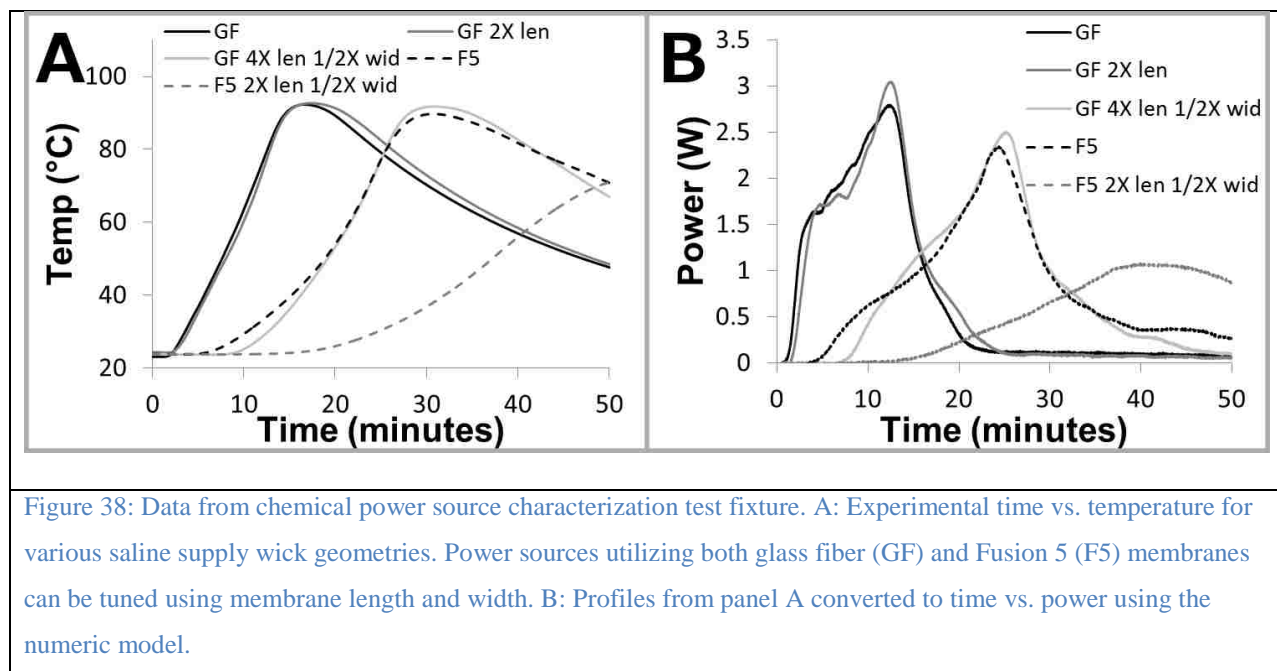 A
GF
GF 2X len
GF 4X len 1/2X wid
F5
F5 2X len 1/2X wid
Temp (°C)
100
80
60
40
20
0 10 20 30 40 50
Time (minutes)
B
GF
GF 2X len
GF 4X len 1/2X wid
F5
F5 2X len 1/2X wid
Power (W)
3.5
3
2.5
2
1.5
1
0.5
0
0 10 20 30 40 50
Time (minutes)
Figure 38: Data from chemical power source characterization test fixture. A: Experimental time vs. temperature for
various saline supply wick geometries. Power sources utilizing both glass fiber (GF) and Fusion 5 (F5) membranes
can be tuned using membrane length and width. B: Profiles from panel A converted to time vs. power using the
numeric model.